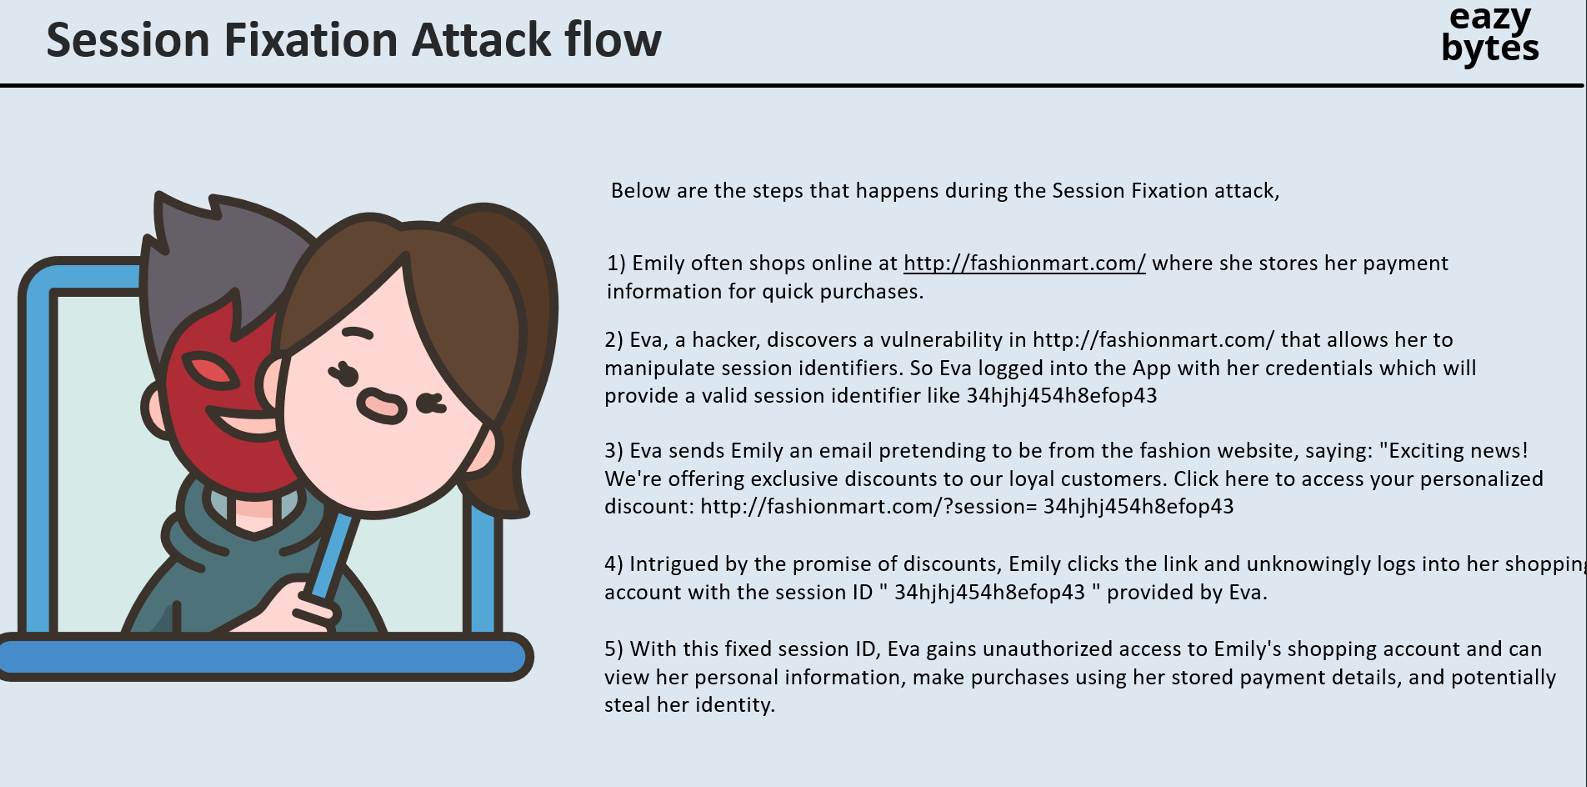 Session Fixation Attack flow
eazy
bytes
Below are the steps that happens during the Session Fixation attack,
1) Emily often shops online at http://fashionmart.com/ where she stores her payment
information for quick purchases.
2) Eva, a hacker, discovers a vulnerability in http://fashionmart.com/ that allows her to
manipulate session identifiers. So Eva logged into the App with her credentials which will
provide a valid session identifier like 34hjhj454h8efop43
3) Eva sends Emily an email pretending to be from the fashion website, saying: "Exciting news!
We're offering exclusive discounts to our loyal customers. Click here to access your personalized
discount: http://fashionmart.com/?session= 34hjhj454h8efop43
4) Intrigued by the promise of discounts, Emily clicks the link and unknowingly logs into her shopping
account with the session ID " 34hjhj454h8efop43 " provided by Eva.
5) With this fixed session ID, Eva gains unauthorized access to Emily's shopping account and can
view her personal information, make purchases using her stored payment details, and potentially
steal her identity.